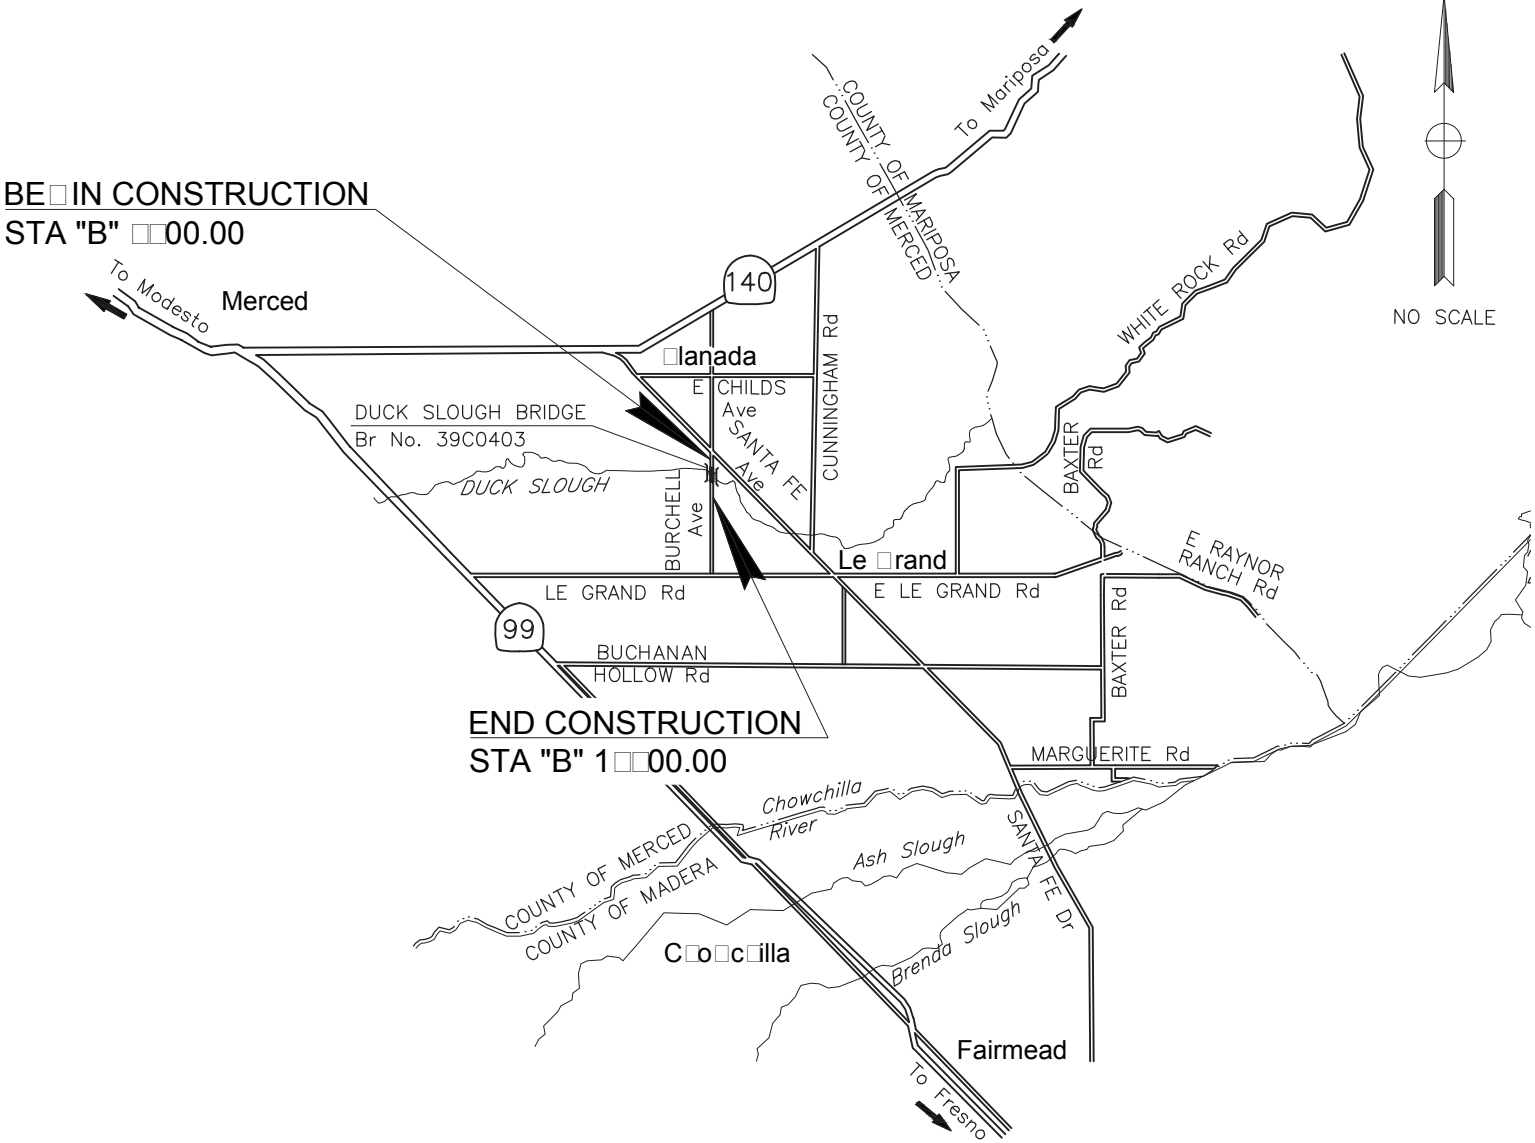 To Mariposa
COUNTY OF MARIPOSA
COUNTY OF MERCED
BE□IN CONSTRUCTION
STA "B" □□00.00
To Modesto
Merced
140
WHITE ROCK Rd
NO SCALE
□lanada
E CHILDS
Ave
CUNNINGHAM Rd
DUCK SLOUGH BRIDGE
Br No. 39C0403
SANTA FE
Ave
BAXTER
Rd
DUCK SLOUGH
BURCHELL
Ave
E RAYNOR
RANCH Rd
Le □rand
LE GRAND Rd
E LE GRAND Rd
99
BUCHANAN
HOLLOW Rd
BAXTER Rd
END CONSTRUCTION
STA "B" 1□□00.00
MARGUERITE Rd
Chowchilla
River
SANTA FE Dr
COUNTY OF MERCED
COUNTY OF MADERA
Ash Slough
Brenda Slough
C□o□c□illa
Fairmead
To Fresno